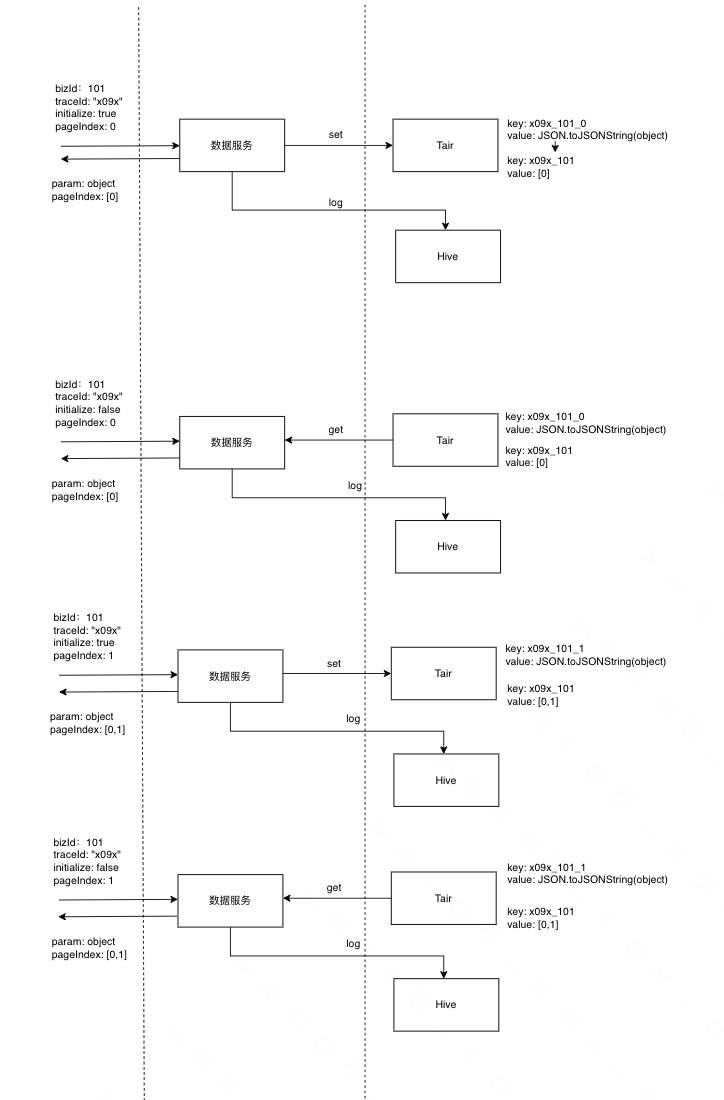 bizId：101
traceId: "x09x"
initialize: true
pageIndex: 0
数据服务
set
Tair
key: x09x_101_0
value: JSON.toJSONString(object)
key: x09x_101
value: [0]
param: object
pageIndex: [0]
log
Hive
bizId：101
traceId: "x09x"
initialize: false
pageIndex: 0
数据服务
get
Tair
key: x09x_101_0
value: JSON.toJSONString(object)
key: x09x_101
value: [0]
param: object
pageIndex: [0]
log
Hive
bizId：101
traceId: "x09x"
initialize: true
pageIndex: 1
数据服务
set
Tair
key: x09x_101_1
value: JSON.toJSONString(object)
key: x09x_101
value: [0,1]
param: object
pageIndex: [0,1]
log
Hive
bizId：101
traceId: "x09x"
initialize: false
pageIndex: 1
数据服务
get
Tair
key: x09x_101_1
value: JSON.toJSONString(object)
key: x09x_101
value: [0,1]
param: object
pageIndex: [0,1]
log
Hive